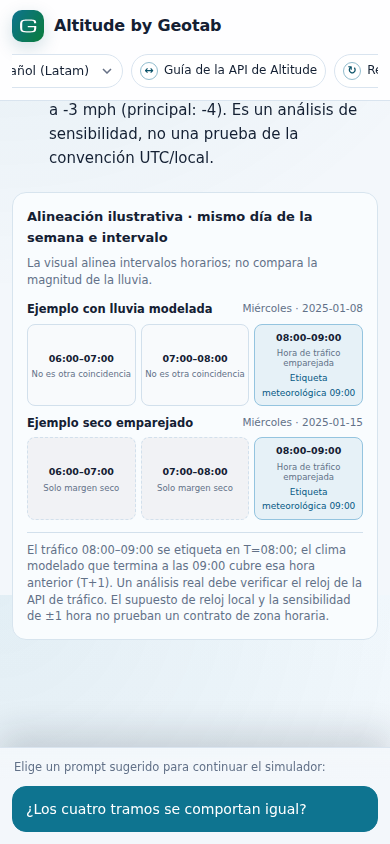 Altitude by Geotab
añol (Latam)
Guía de la API de Altitude
a -3 mph (principal: -4). Es un análisis de
sensibilidad, no una prueba de la
convención UTC/local.
Alineación ilustrativa · mismo día de la
semana e intervalo
La visual alinea intervalos horarios; no compara la
magnitud de la lluvia.
Ejemplo con lluvia modelada
Miércoles · 2025-01-08
06:00–07:00
No es otra coincidencia
07:00–08:00
No es otra coincidencia
08:00–09:00
Hora de tráfico
emparejada
Etiqueta
meteorológica 09:00
Ejemplo seco emparejado
Miércoles · 2025-01-15
06:00–07:00
Solo margen seco
07:00–08:00
Solo margen seco
08:00–09:00
Hora de tráfico
emparejada
Etiqueta
meteorológica 09:00
El tráfico 08:00–09:00 se etiqueta en T=08:00; el clima
modelado que termina a las 09:00 cubre esa hora
anterior (T+1). Un análisis real debe verificar el reloj de la
API de tráfico. El supuesto de reloj local y la sensibilidad
de ±1 hora no prueban un contrato de zona horaria.
Elige un prompt sugerido para continuar el simulador:
¿Los cuatro tramos se comportan igual?